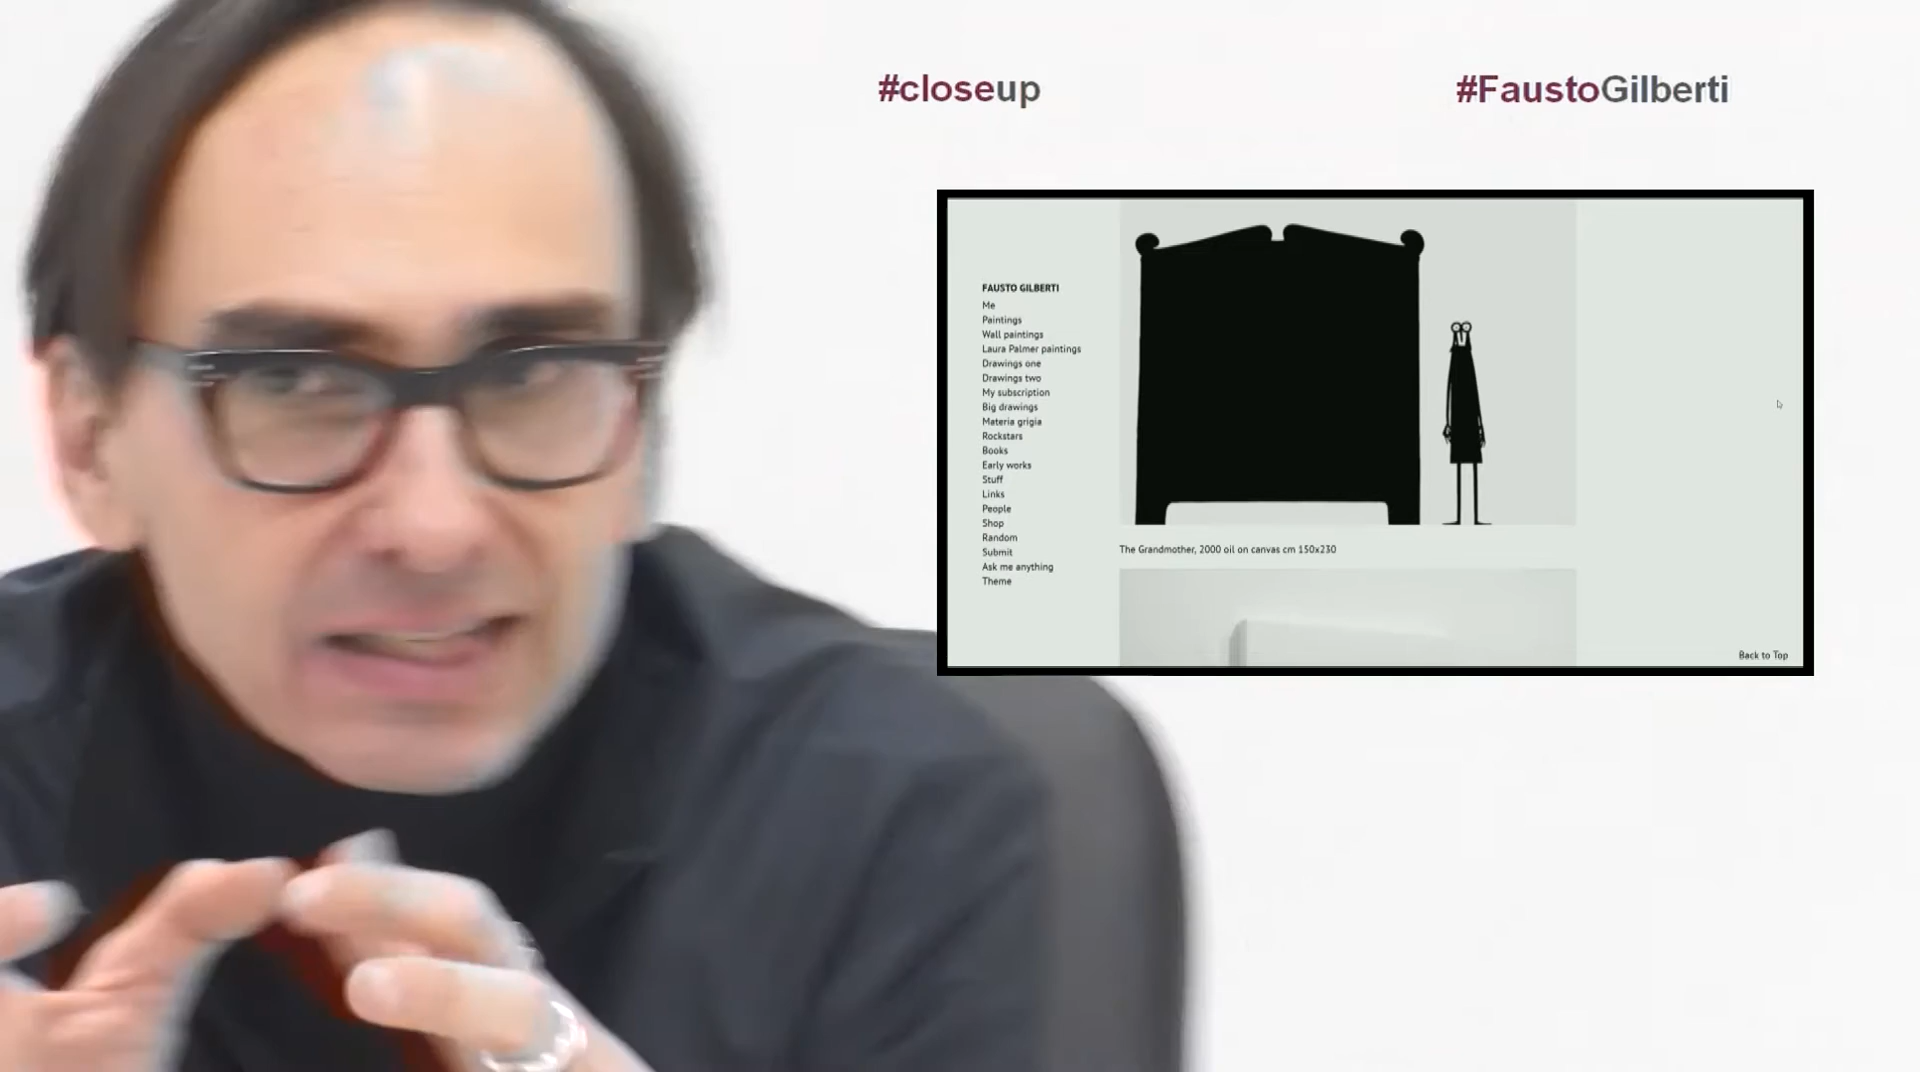 #closeup
#FaustoGilberti
FAUSTO GILBERTI
Me
Paintings
Wall paintings
Laura Palmer paintings
Drawings one
Drawings two
My subscription
Big drawings
Materia grigia
Rockstars
Books
Early works
Stuff
Links
People
Shop
Random
Submit
Ask me anything
Theme
The Grandmother, 2000 oil on canvas cm 150x230
Back to Top